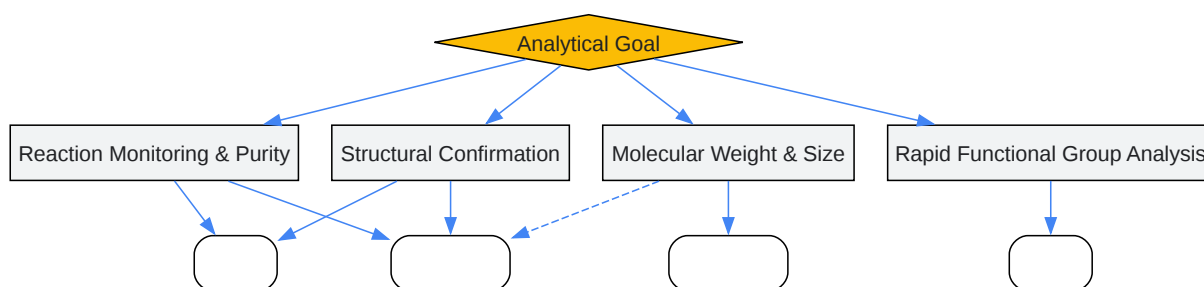 Analytical Goal
Reaction Monitoring & Purity
Structural Confirmation
Molecular Weight & Size
Rapid Functional Group Analysis